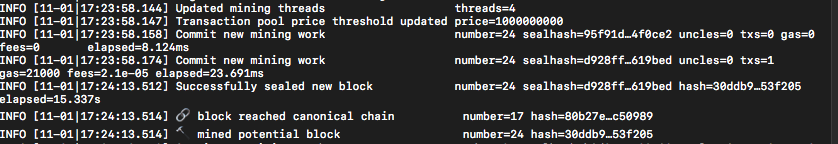 INFO [11-01|17:23:58.144] Updated mining threads                   threads=4
INFO [11-01|17:23:58.147] Transaction pool price threshold updated price=1000000000
INFO [11-01|17:23:58.158] Commit new mining work                   number=24 sealhash=95f91d…4f0ce2 uncles=0 txs=0 gas=0
fees=0       elapsed=8.124ms
INFO [11-01|17:23:58.174] Commit new mining work                   number=24 sealhash=d928ff…619bed uncles=0 txs=1
gas=21000 fees=2.1e-05 elapsed=23.691ms
INFO [11-01|17:24:13.512] Successfully sealed new block            number=24 sealhash=d928ff…619bed hash=30ddb9…53f205
elapsed=15.337s
INFO [11-01|17:24:13.514] 🔗 block reached canonical chain          number=17 hash=80b27e…c50989
INFO [11-01|17:24:13.514] 🔨 mined potential block                  number=24 hash=30ddb9…53f205